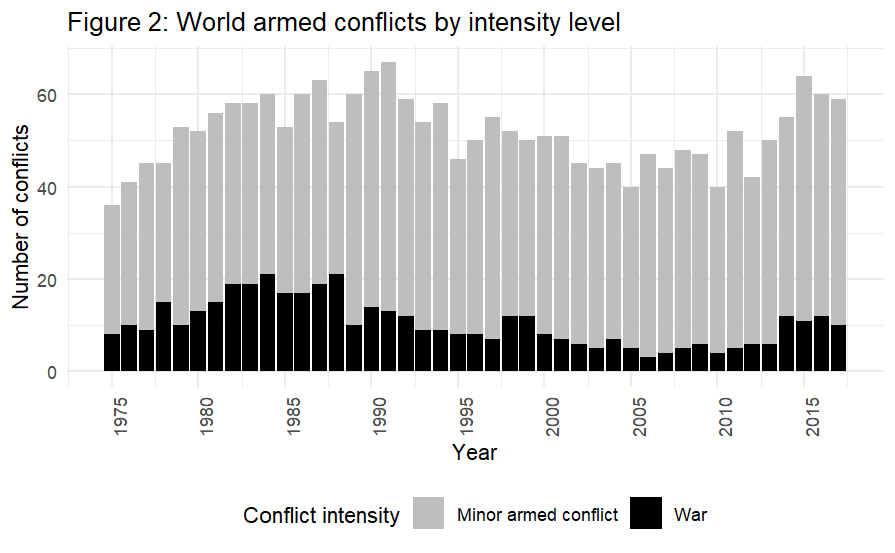 Figure 2: World armed conflicts by intensity level
Number of conflicts
60
40
20
0
1975
1980
1985
1990
1995
2000
2005
2010
2015
Year
Conflict intensity
Minor armed conflict
War